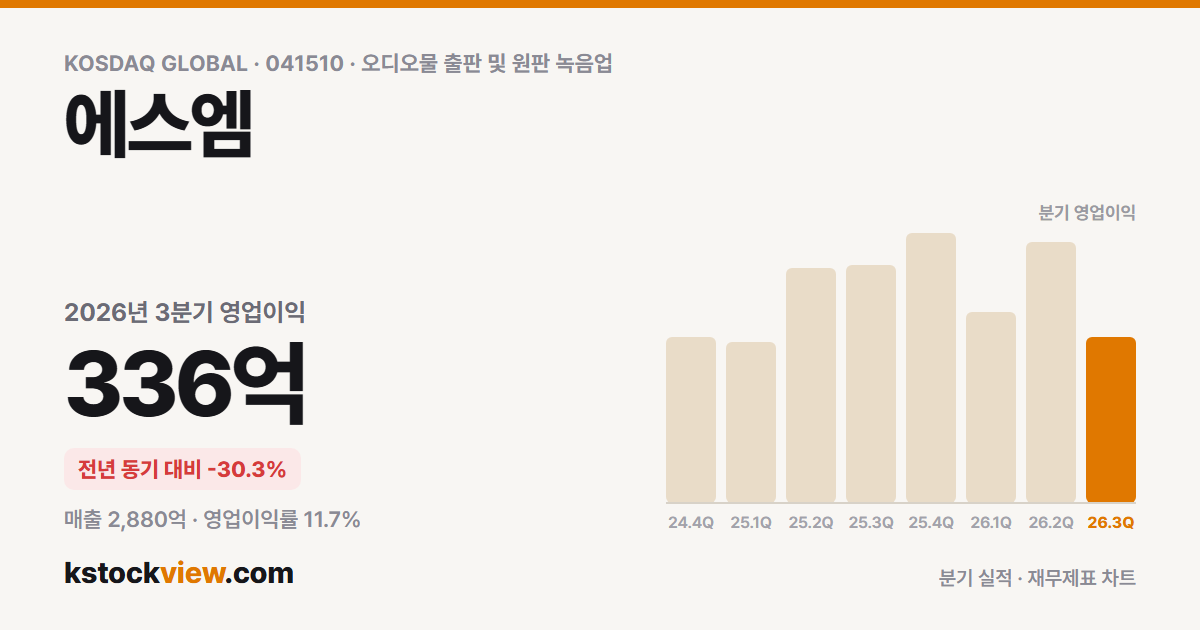 KOSDAQ GLOBAL · 041510 · 오디오물 출판 및 원판 녹음업
에스엠
분기 영업이익
2026년 3분기 영업이익
336억
전년 동기 대비 -30.3%
매출 2,880억 · 영업이익률 11.7%
24.4Q 25.1Q 25.2Q 25.3Q 25.4Q 26.1Q 26.2Q 26.3Q
kstockview.com
분기 실적 · 재무제표 차트